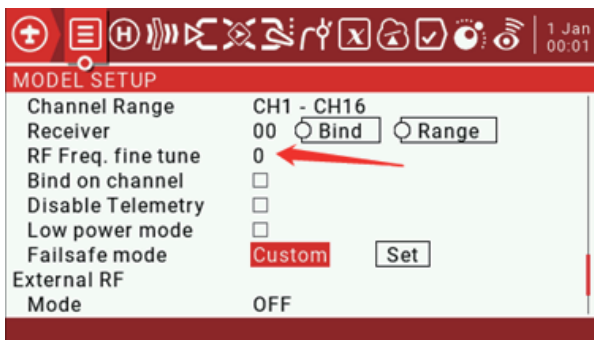 1 Jan
00:01
MODEL SETUP
Channel Range CH1 - CH16
Receiver 00 Bind Range
RF Freq. fine tune 0
Bind on channel
Disable Telemetry
Low power mode
Failsafe mode Custom Set
External RF
Mode OFF